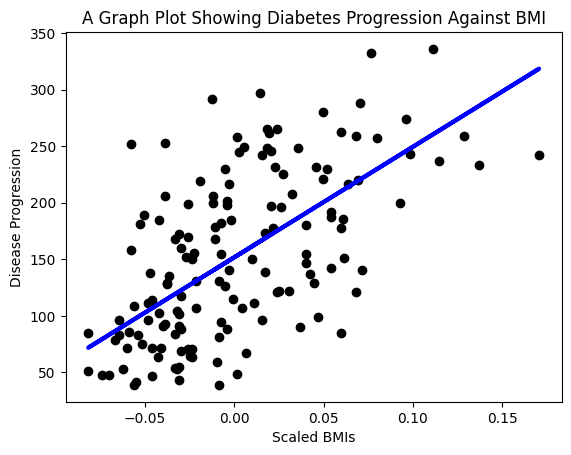 A Graph Plot Showing Diabetes Progression Against BMI
350
300
250
200
150
100
50
Disease Progression
−0.05 0.00 0.05 0.10 0.15
Scaled BMIs